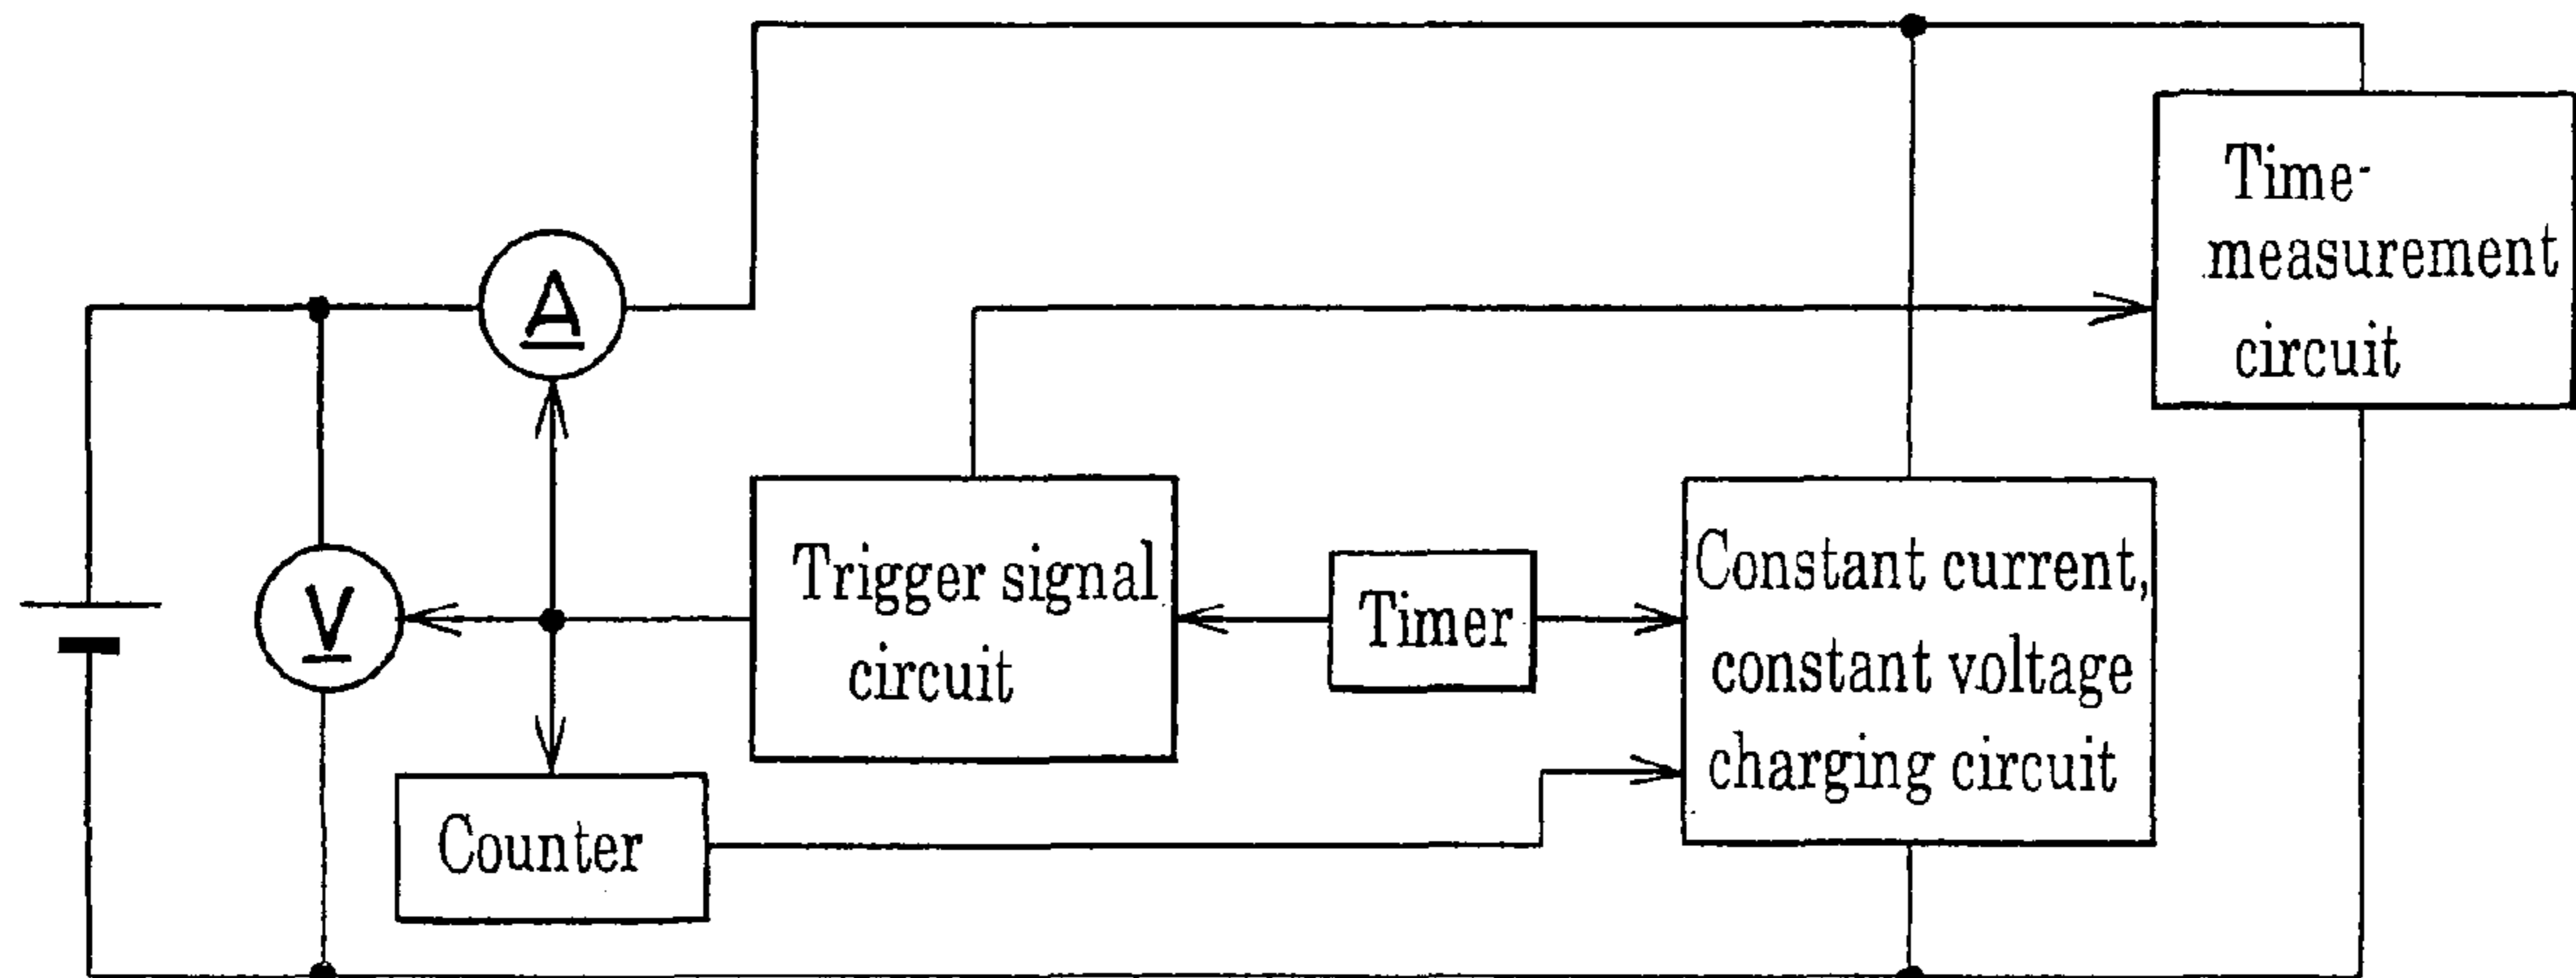 A
V
Time-
measurement
circuit
Trigger signal
circuit
Timer
Constant current,
constant voltage
charging circuit
Counter